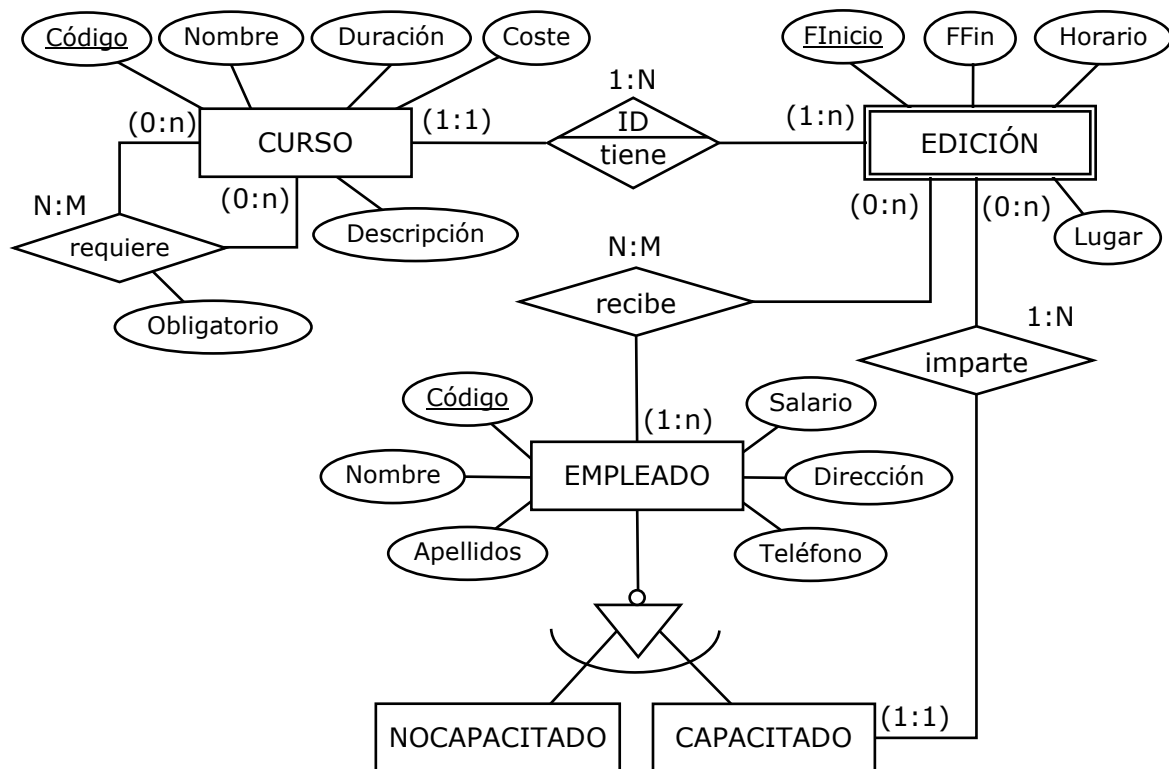 Código
Nombre
Duración
Coste
FInicio
FFin
Horario
1:N
(0:n)
CURSO
(1:1)
ID
tiene
(1:n)
EDICIÓN
N:M
(0:n)
(0:n)
(0:n)
requiere
Descripción
Lugar
N:M
Obligatorio
recibe
1:N
imparte
Código
(1:n)
Salario
Nombre
EMPLEADO
Dirección
Apellidos
Teléfono
NOCAPACITADO
CAPACITADO
(1:1)